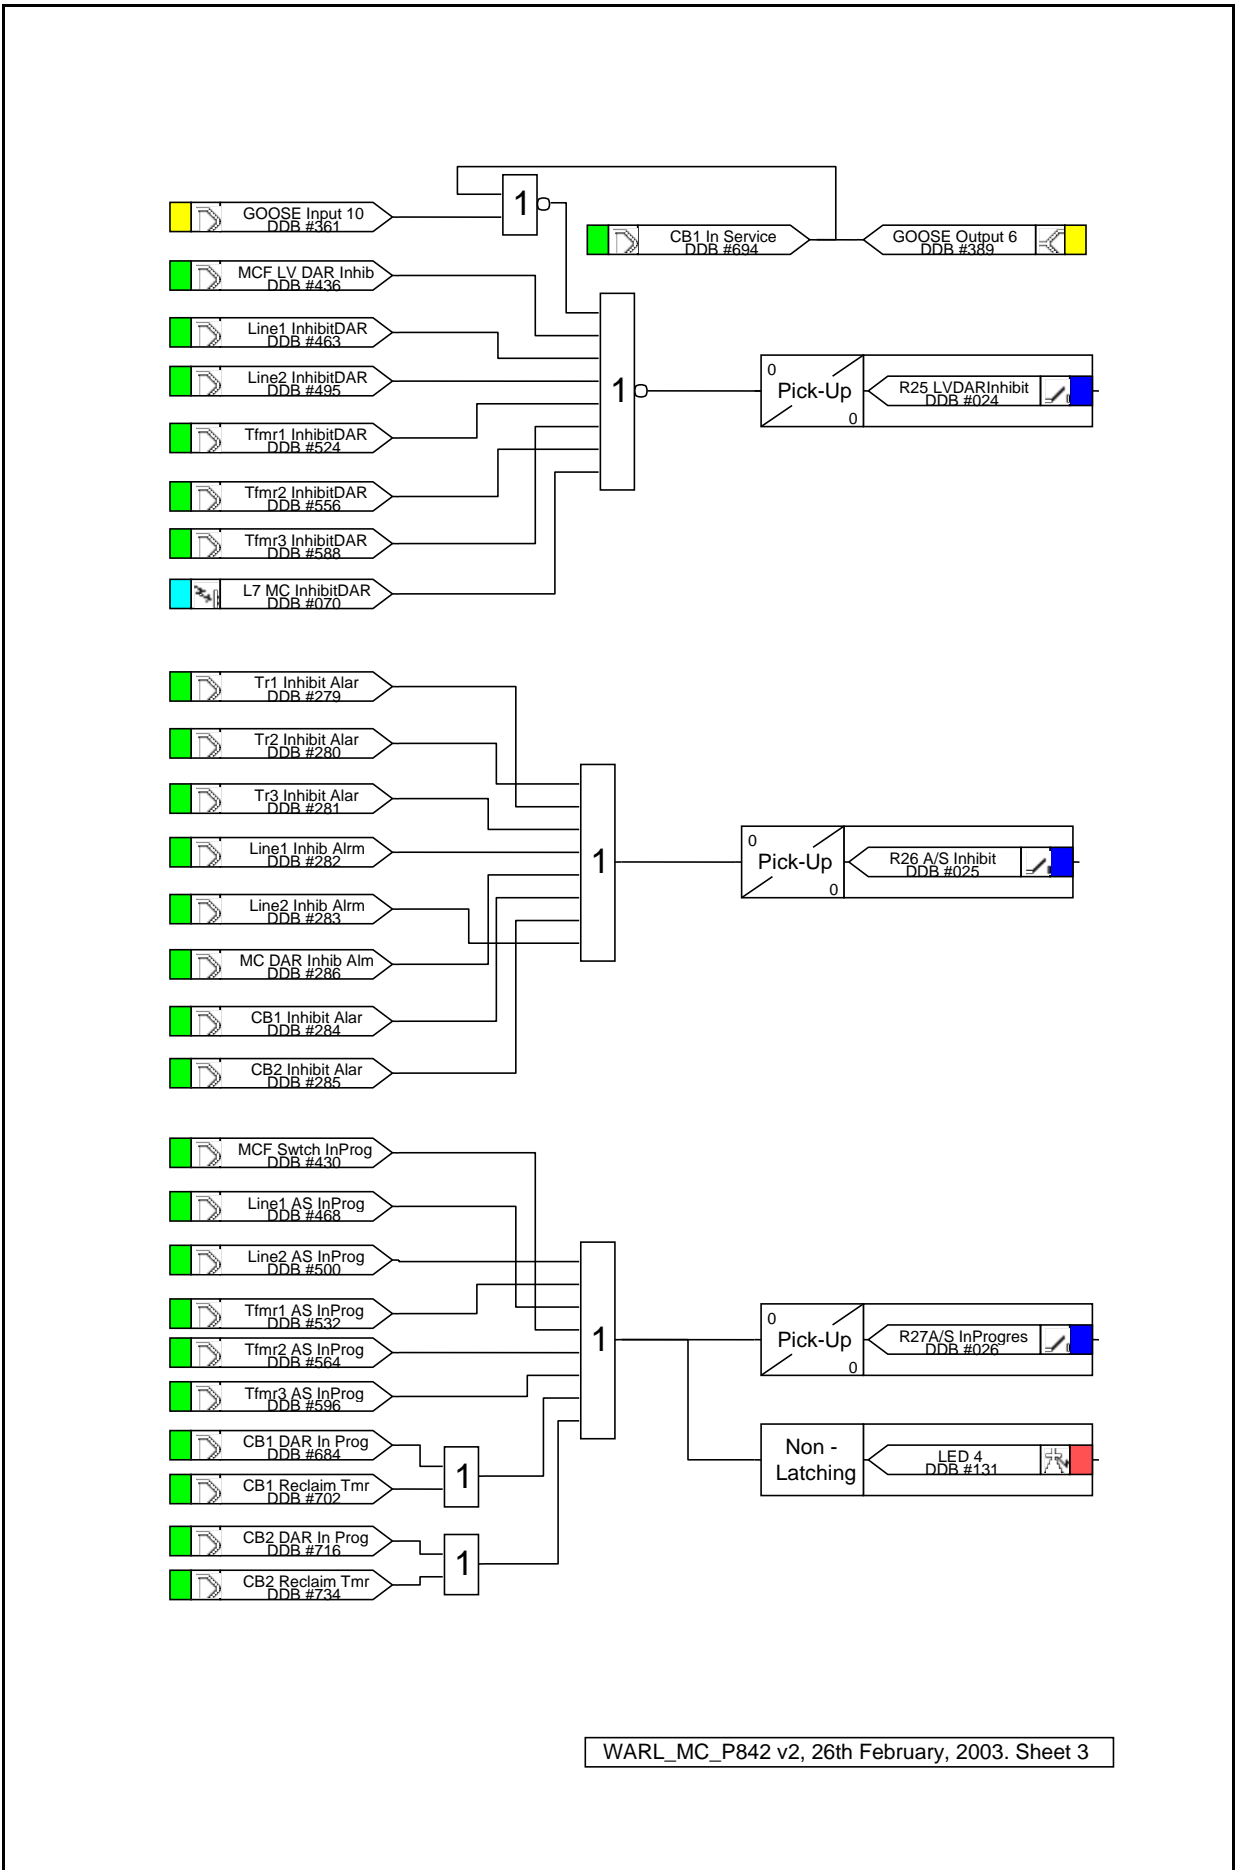 1
GOOSE Input 10
DDB #361
CB1 In Service
DDB #694
GOOSE Output 6
DDB #389
MCF LV DAR Inhib
DDB #436
Line1 InhibitDAR
DDB #463
Line2 InhibitDAR
DDB #495
1
0
Pick-Up
0
R25 LVDARInhibit
DDB #024
Tfmr1 InhibitDAR
DDB #524
Tfmr2 InhibitDAR
DDB #556
Tfmr3 InhibitDAR
DDB #588
L7 MC InhibitDAR
DDB #070
Tr1 Inhibit Alar
DDB #279
Tr2 Inhibit Alar
DDB #280
Tr3 Inhibit Alar
DDB #281
Line1 Inhib Alrm
DDB #282
1
0
Pick-Up
0
R26 A/S Inhibit
DDB #025
Line2 Inhib Alrm
DDB #283
MC DAR Inhib Alm
DDB #286
CB1 Inhibit Alar
DDB #284
CB2 Inhibit Alar
DDB #285
MCF Swtch InProg
DDB #430
Line1 AS InProg
DDB #468
Line2 AS InProg
DDB #500
Tfmr1 AS InProg
DDB #532
1
0
Pick-Up
0
R27A/S InProgres
DDB #026
Tfmr2 AS InProg
DDB #564
Tfmr3 AS InProg
DDB #596
CB1 DAR In Prog
DDB #684
1
Non -
Latching
LED 4
DDB #131
CB1 Reclaim Tmr
DDB #702
CB2 DAR In Prog
DDB #716
1
CB2 Reclaim Tmr
DDB #734
WARL_MC_P842 v2, 26th February, 2003. Sheet 3